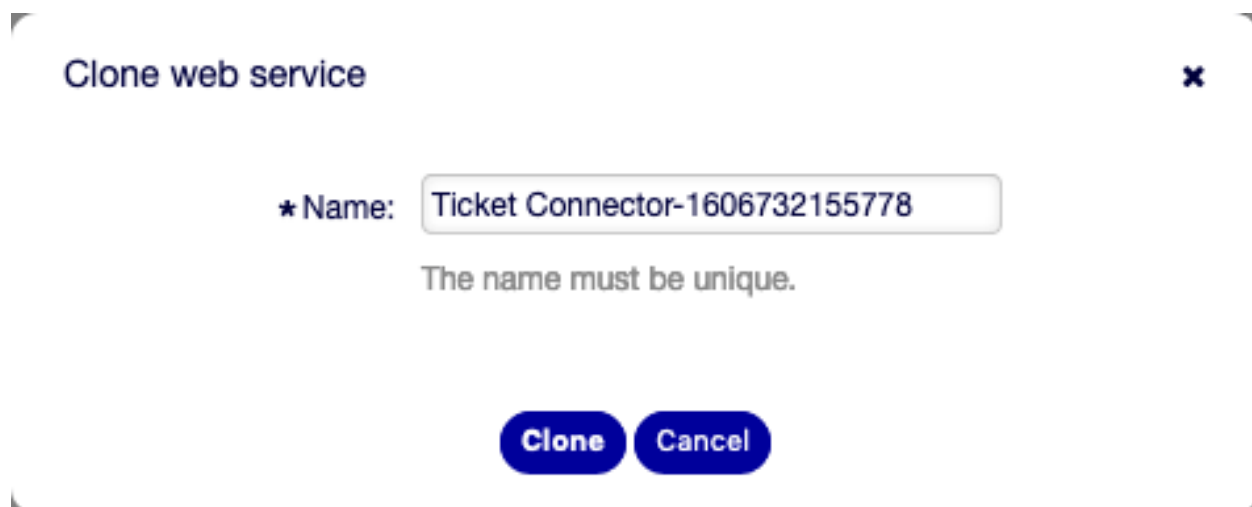 Clone web service
★ Name: Ticket Connector-1606732155778
The name must be unique.
Clone Cancel